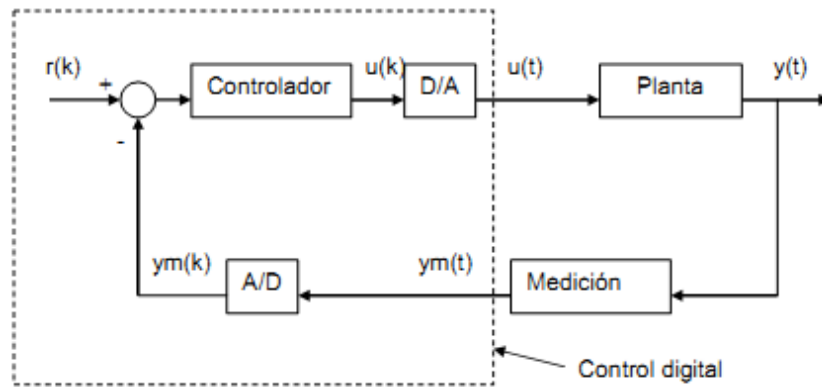 r(k)
+
-
Controlador
u(k)
D/A
u(t)
Planta
y(t)
ym(k)
A/D
ym(t)
Medición
Control digital